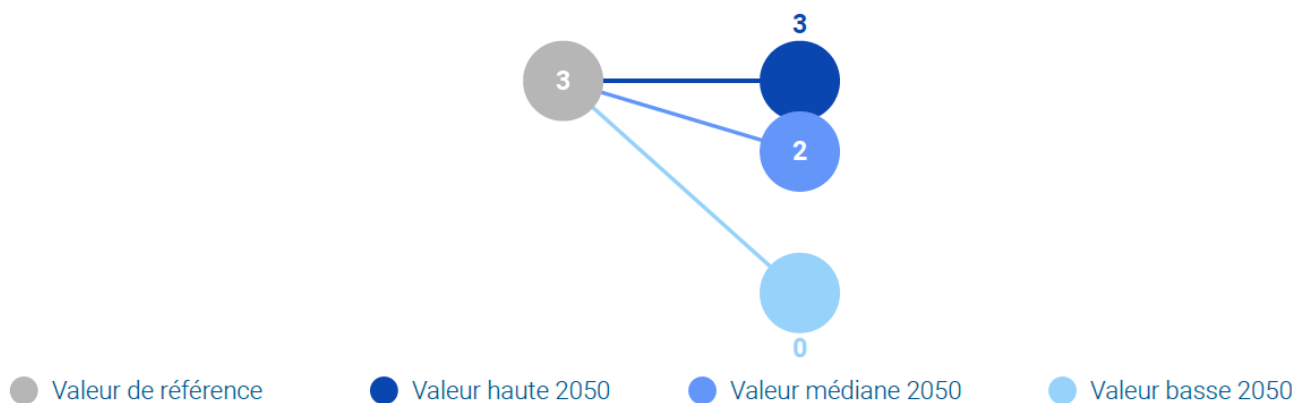 3
3
2
0
Valeur de référence
Valeur haute 2050
Valeur médiane 2050
Valeur basse 2050